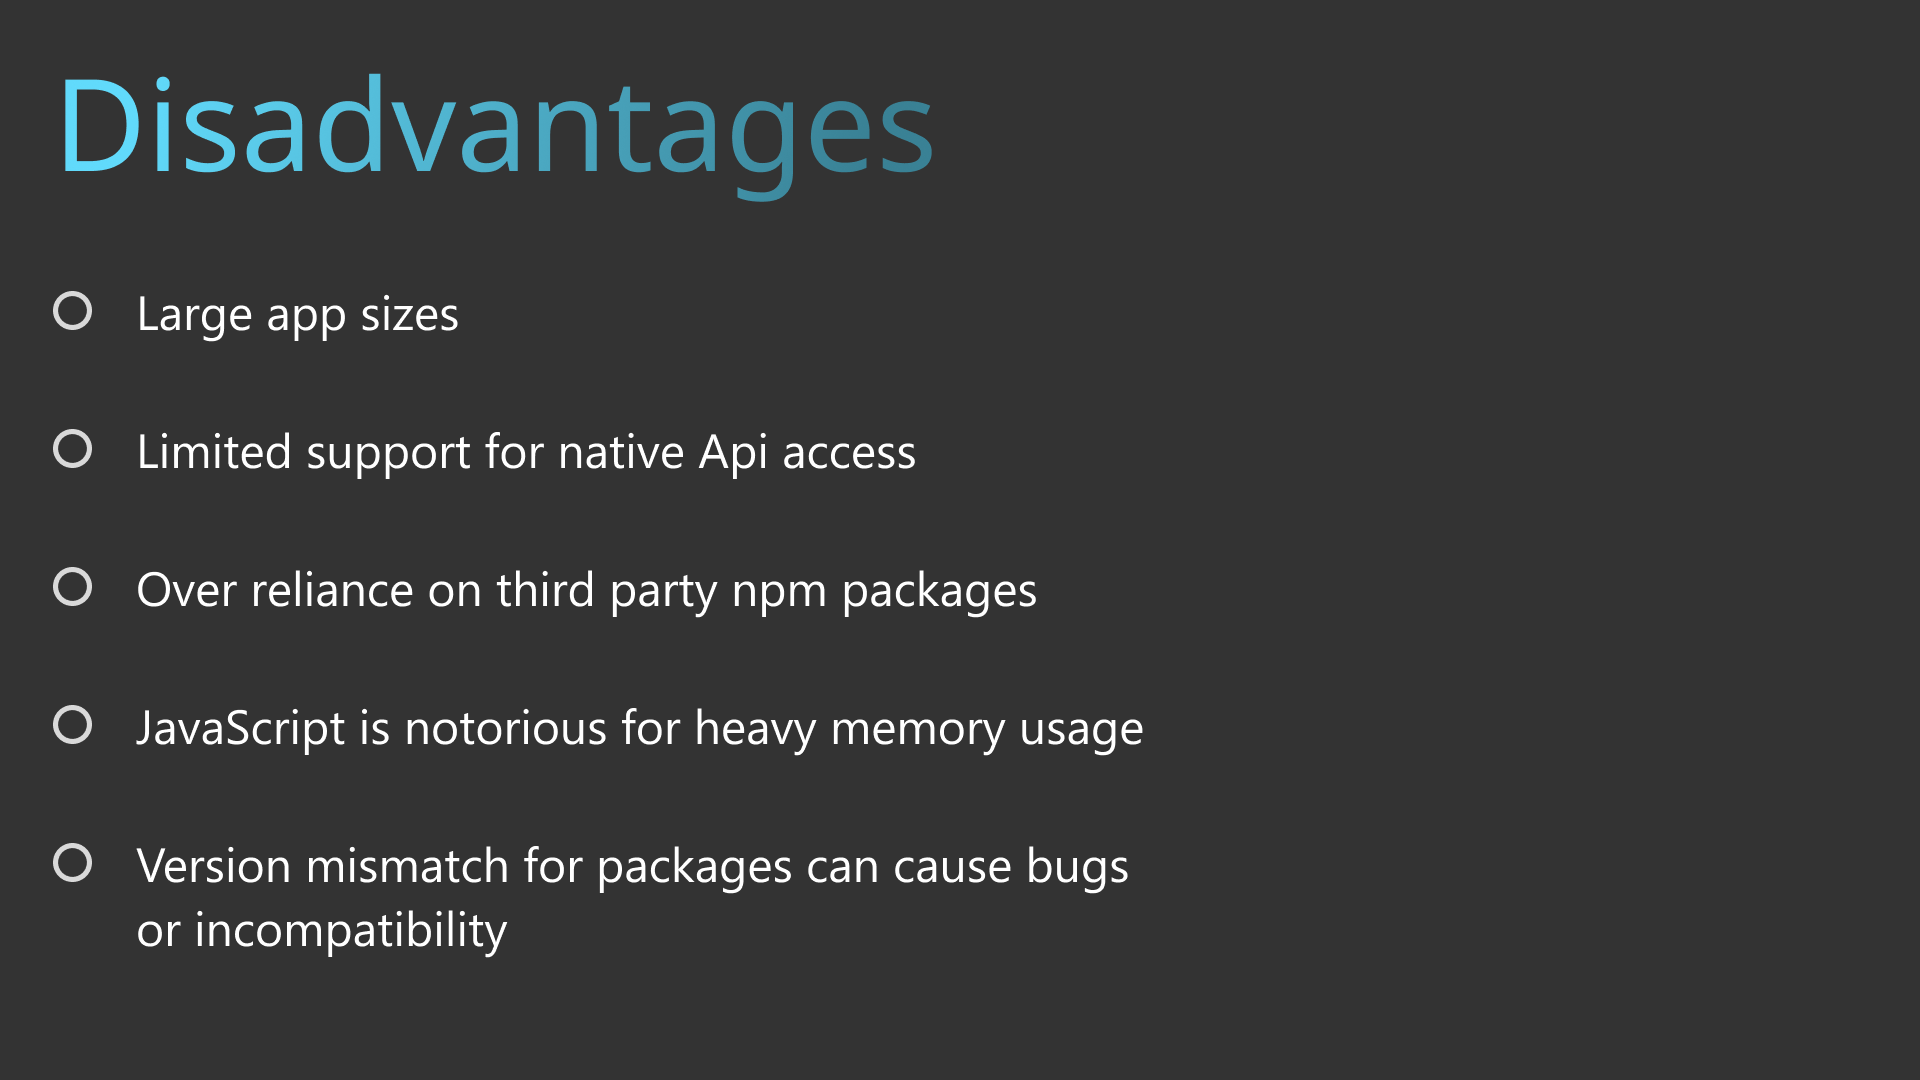 Disadvantages
Large app sizes
Limited support for native Api access
Over reliance on third party npm packages
JavaScript is notorious for heavy memory usage
Version mismatch for packages can cause bugs
or incompatibility